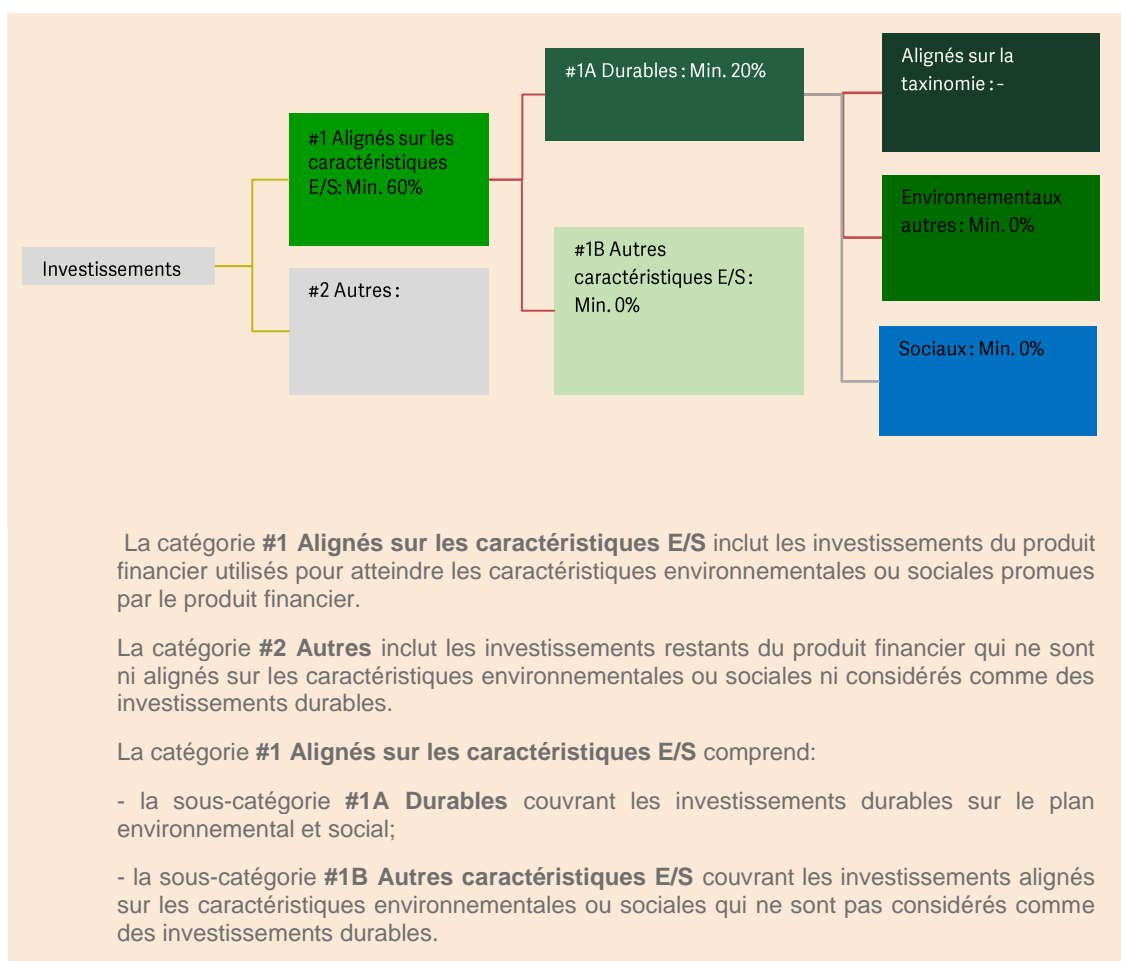 Investissements
#1 Alignés sur les
caractéristiques
E/S: Min. 60%
#2 Autres :
#1A Durables : Min. 20%
#1B Autres
caractéristiques E/S :
Min. 0%
Alignés sur la
taxinomie : -
Environnementaux
autres : Min. 0%
Sociaux : Min. 0%
La catégorie #1 Alignés sur les caractéristiques E/S inclut les investissements du produit
financier utilisés pour atteindre les caractéristiques environnementales ou sociales promues
par le produit financier.
La catégorie #2 Autres inclut les investissements restants du produit financier qui ne sont
ni alignés sur les caractéristiques environnementales ou sociales ni considérés comme des
investissements durables.
La catégorie #1 Alignés sur les caractéristiques E/S comprend:
- la sous-catégorie #1A Durables couvrant les investissements durables sur le plan
environnemental et social;
- la sous-catégorie #1B Autres caractéristiques E/S couvrant les investissements alignés
sur les caractéristiques environnementales ou sociales qui ne sont pas considérés comme
des investissements durables.